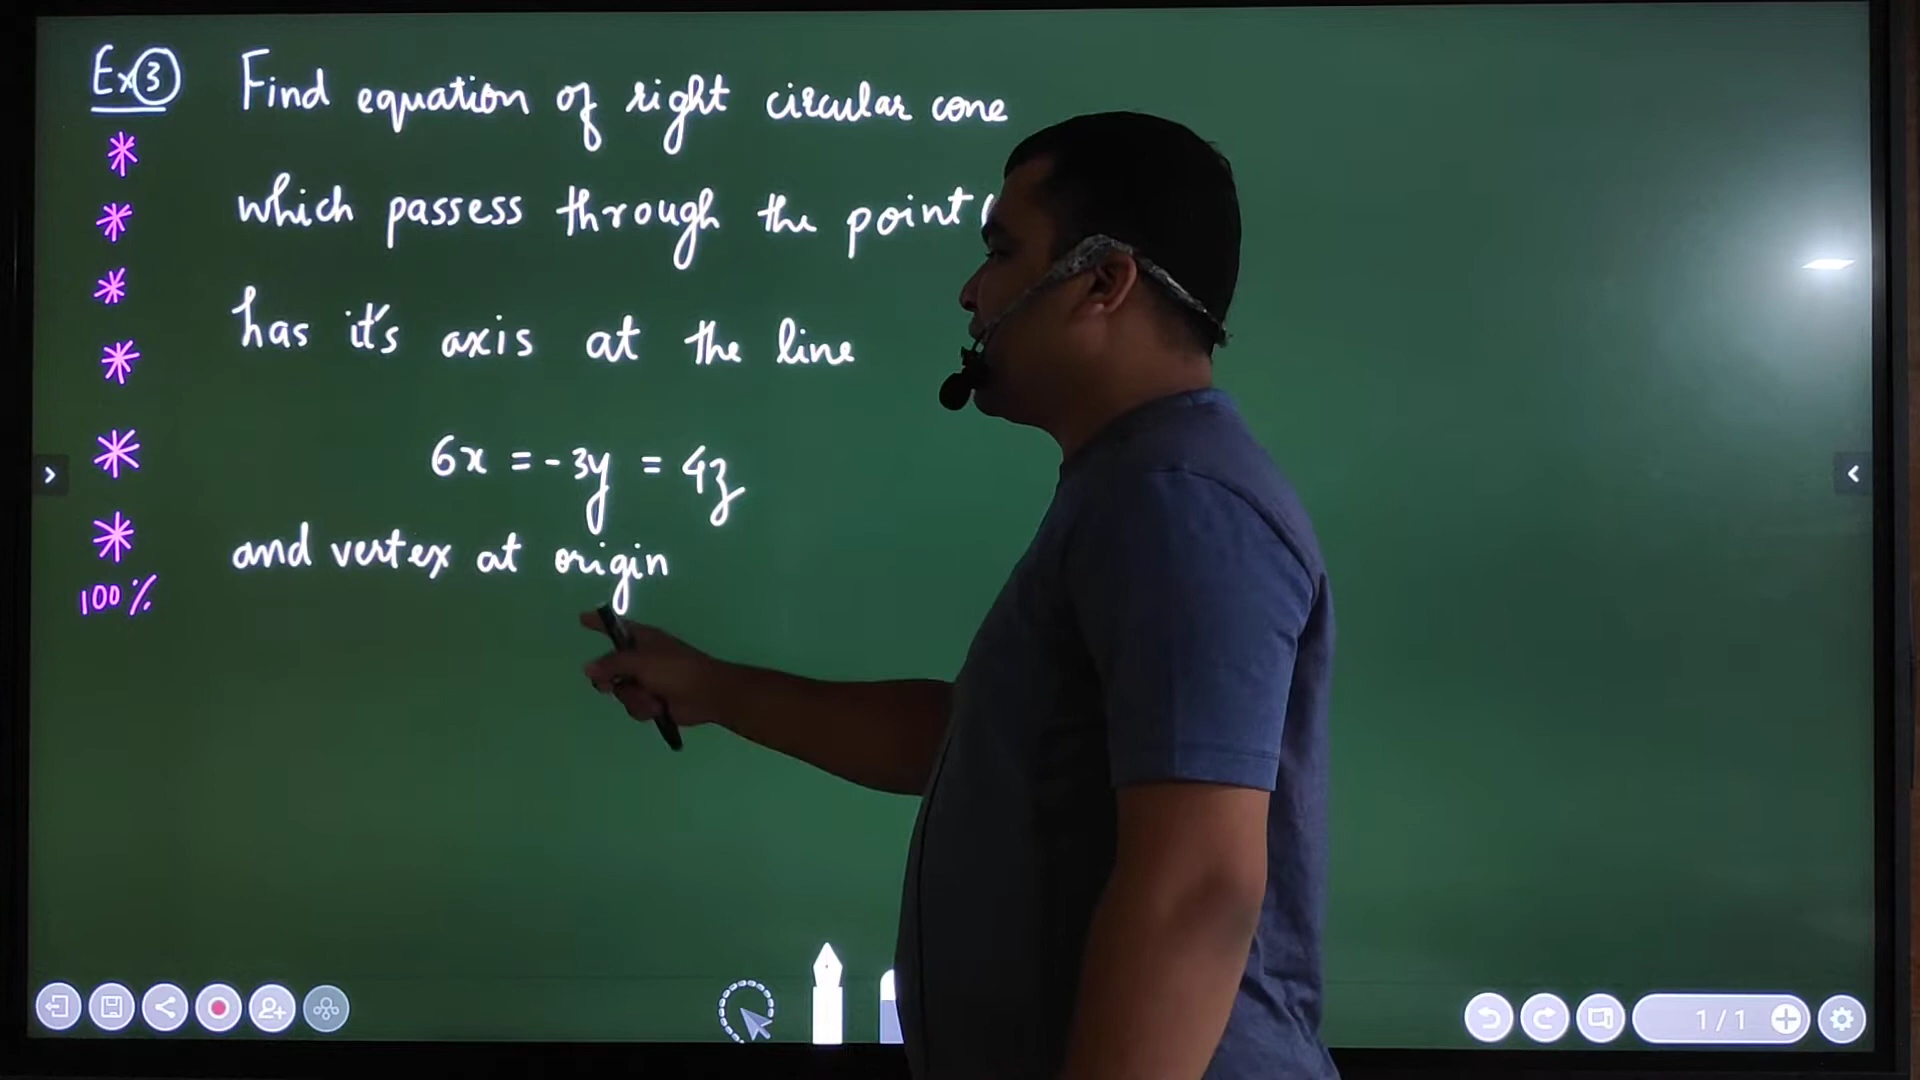 Ex 3 Find equation of right circular cone
which passess through the point (
has it's axis at the line
6x = -3y = 4z
and vertex at origin
100%
1/1